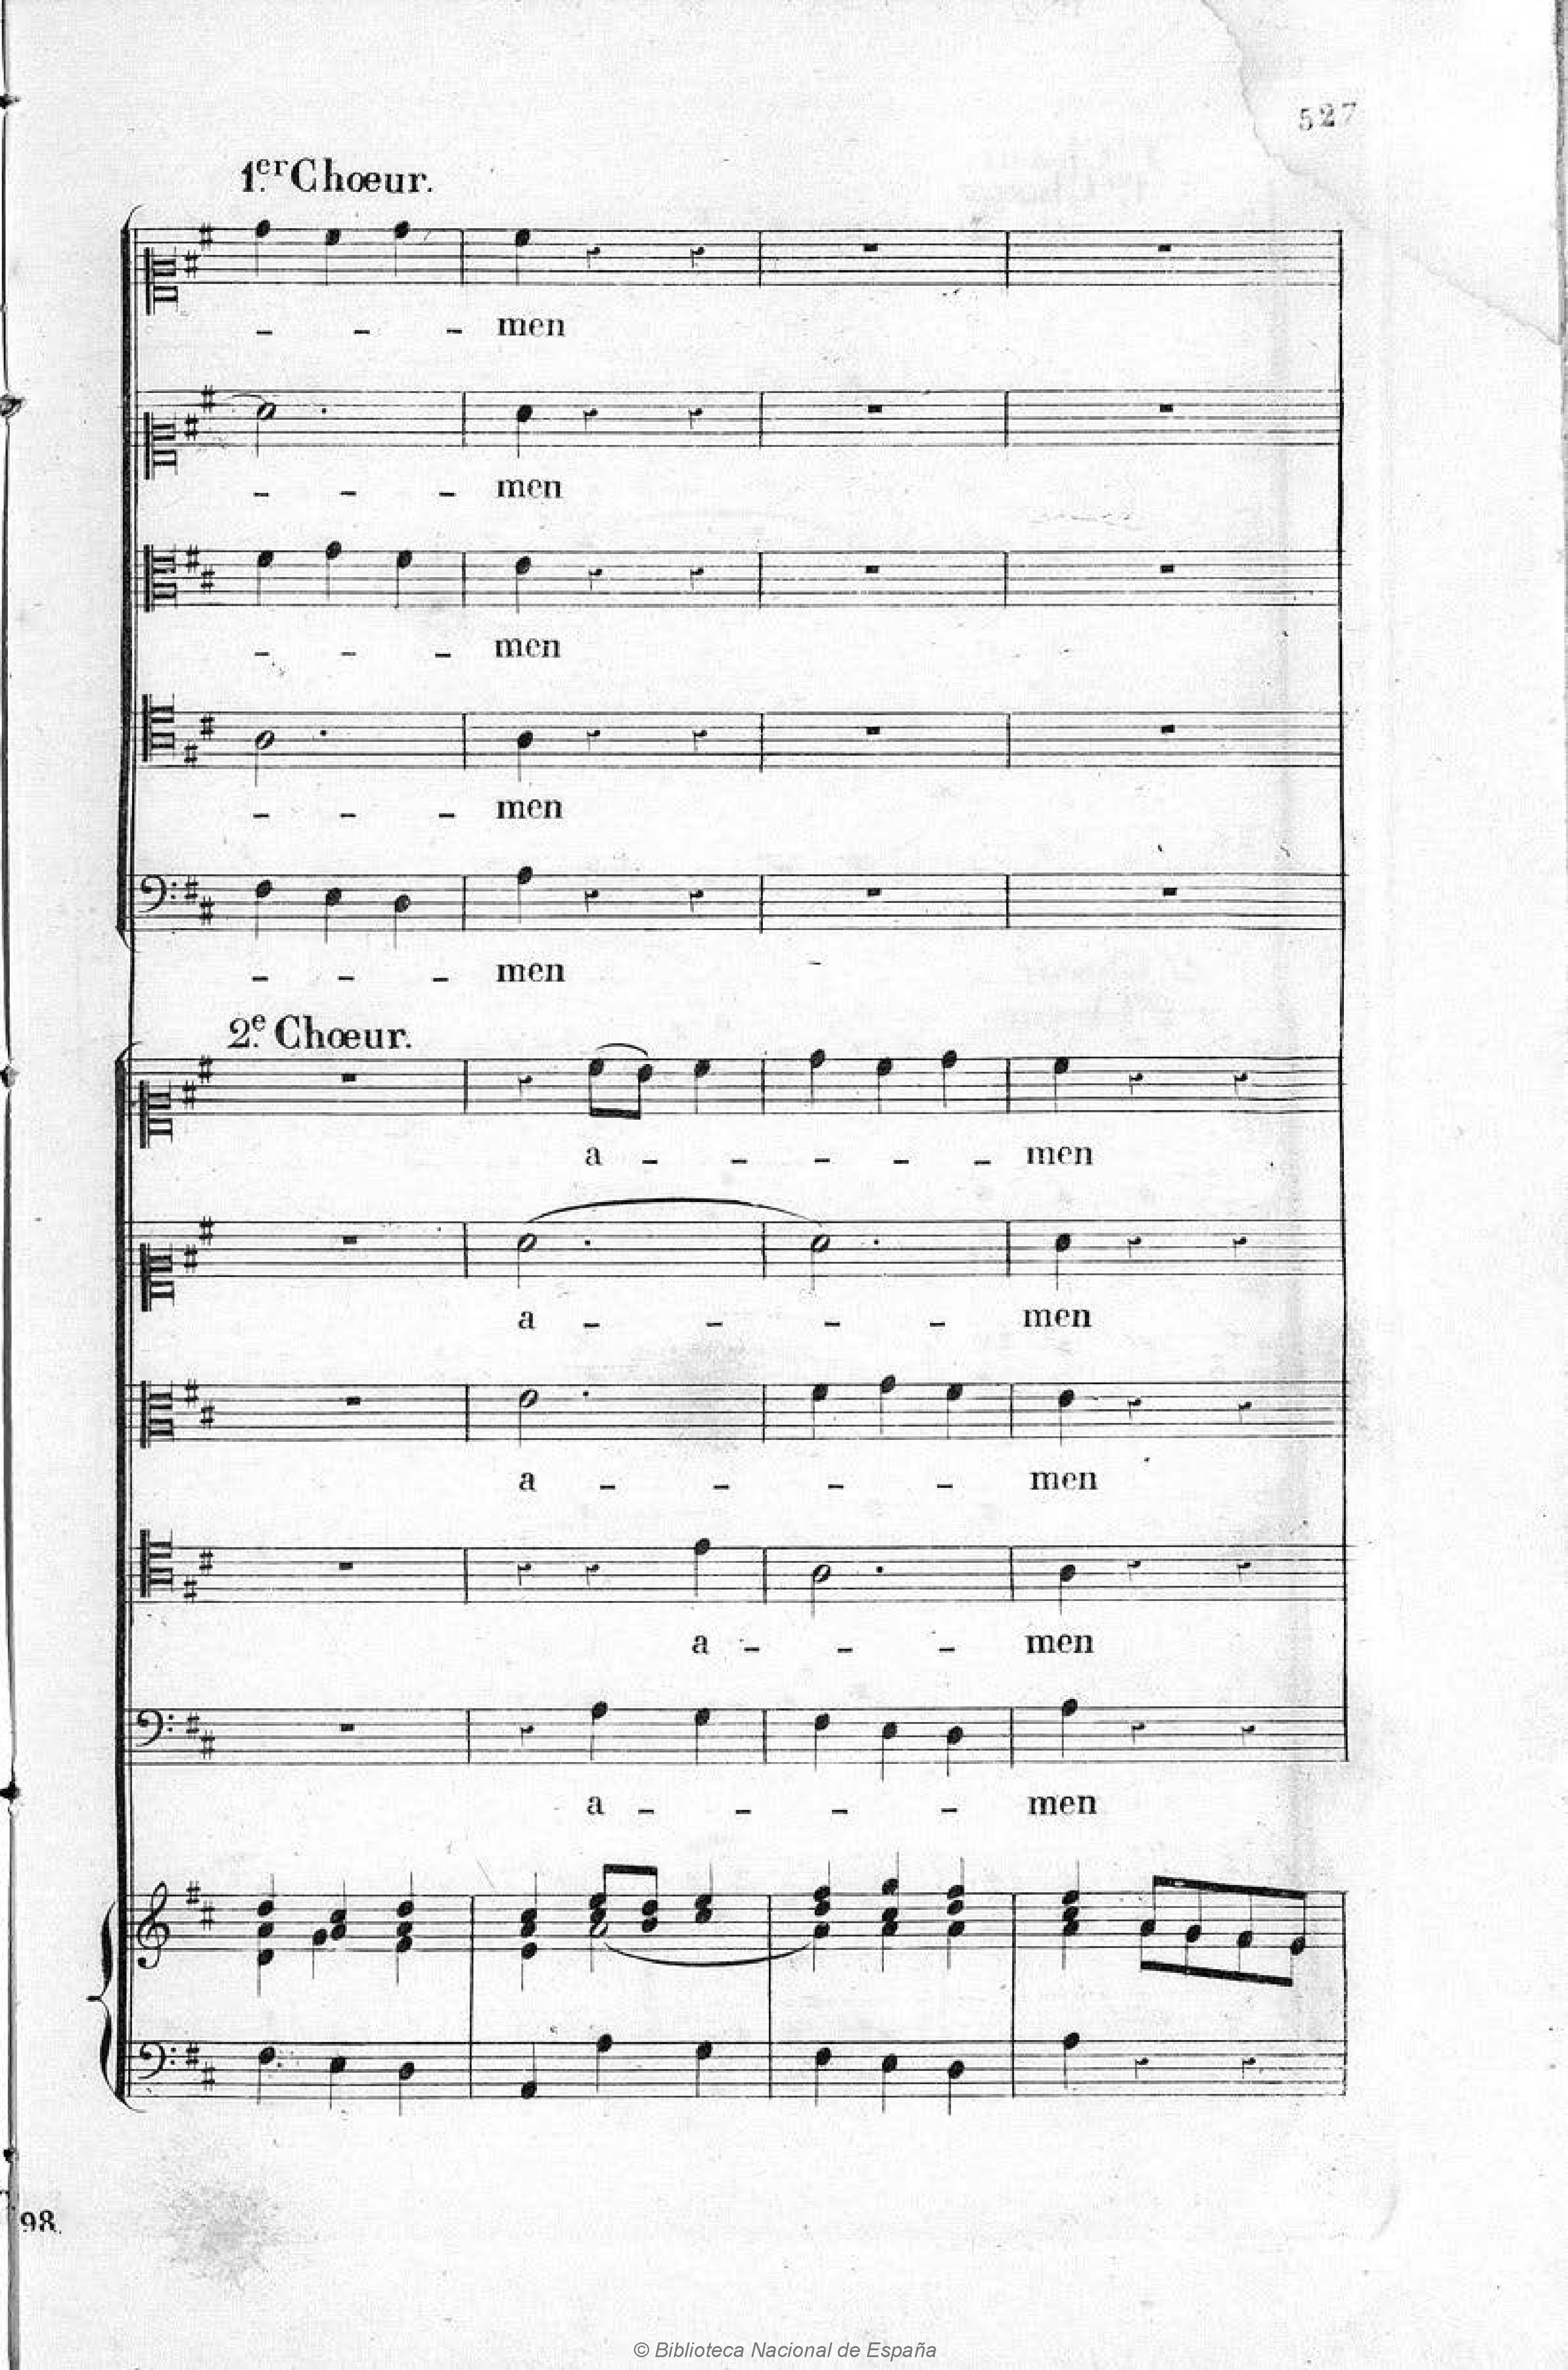 527
1.er Chœur.
- - - men
- - - men
- - - men
- - - men
- - - men
2.e Chœur.
a - - - - - men
a - - - - men
a - - - - men
a - - - men
a - - - - men
98.
© Biblioteca Nacional de España